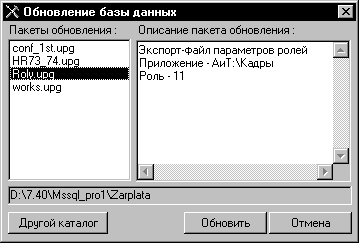 Обновление базы данных
Пакеты обновления :
Описание пакета обновления :
conf_1st.upg
HR73_74.upg
Rolv.upg
works.upg
Экспорт-Файл параметров ролей
Приложение - АиТ:\Кадры
Роль - 11
D:\7.40\Mssql_pro1\Zarplata
Другой каталог
Обновить
Отмена